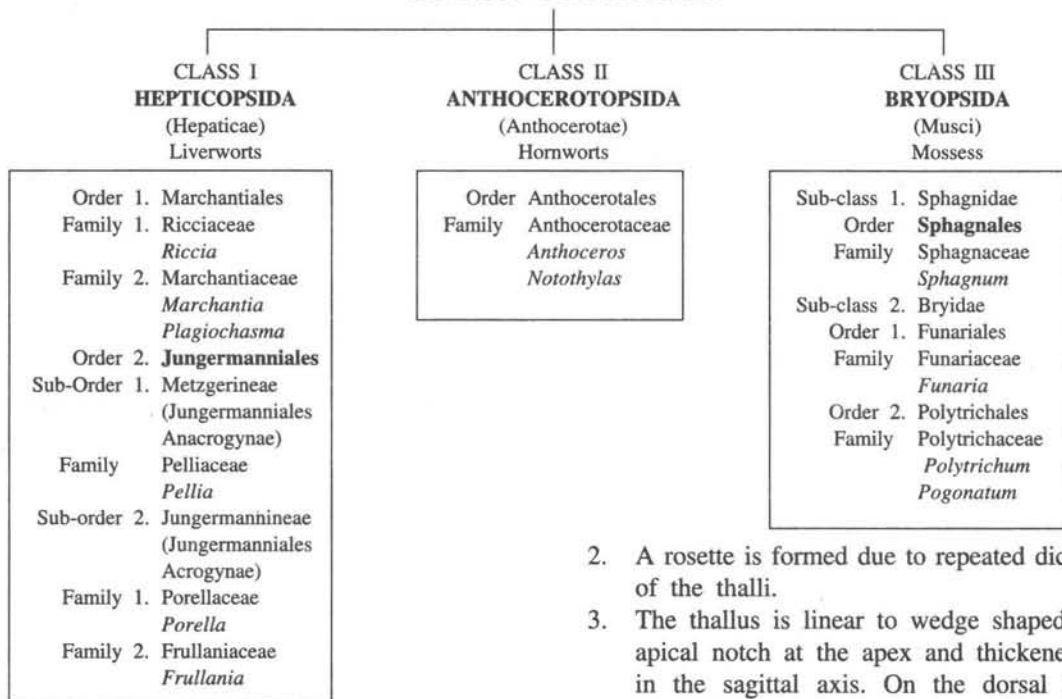 CLASS I
HEPTICOPSIDA
(Hepaticae)
Liverworts
Order 1. Marchantiales
Family 1. Ricciaceae
Riccia
Family 2. Marchantiaceae
Marchantia
Plagiochasma
Order 2. Jungermanniales
Sub-Order 1. Metzgerineae
(Jungermanniales
Anacrogynae)
Family Pelliaceae
Pellia
Sub-order 2. Jungermannineae
(Jungermanniales
Acrogynae)
Family 1. Porellaceae
Porella
Family 2. Frullaniaceae
Frullania
CLASS II
ANTHOCEROTOPSIDA
(Anthocerotae)
Hornworts
Order Anthocerotales
Family Anthocerotaceae
Anthoceros
Notothylas
CLASS III
BRYOPSIDA
(Musci)
Mossess
Sub-class 1. Sphagnidae
Order Sphagnales
Family Sphagnaceae
Sphagnum
Sub-class 2. Bryidae
Order 1. Funariales
Family Funariaceae
Funaria
Order 2. Polytrichales
Family Polytrichaceae
Polytrichum
Pogonatum
2. A rosette is formed due to repeated
of the thalli.
3. The thallus is linear to wedge shaped
apical notch at the apex and
in the sagittal axis. On the dorsal